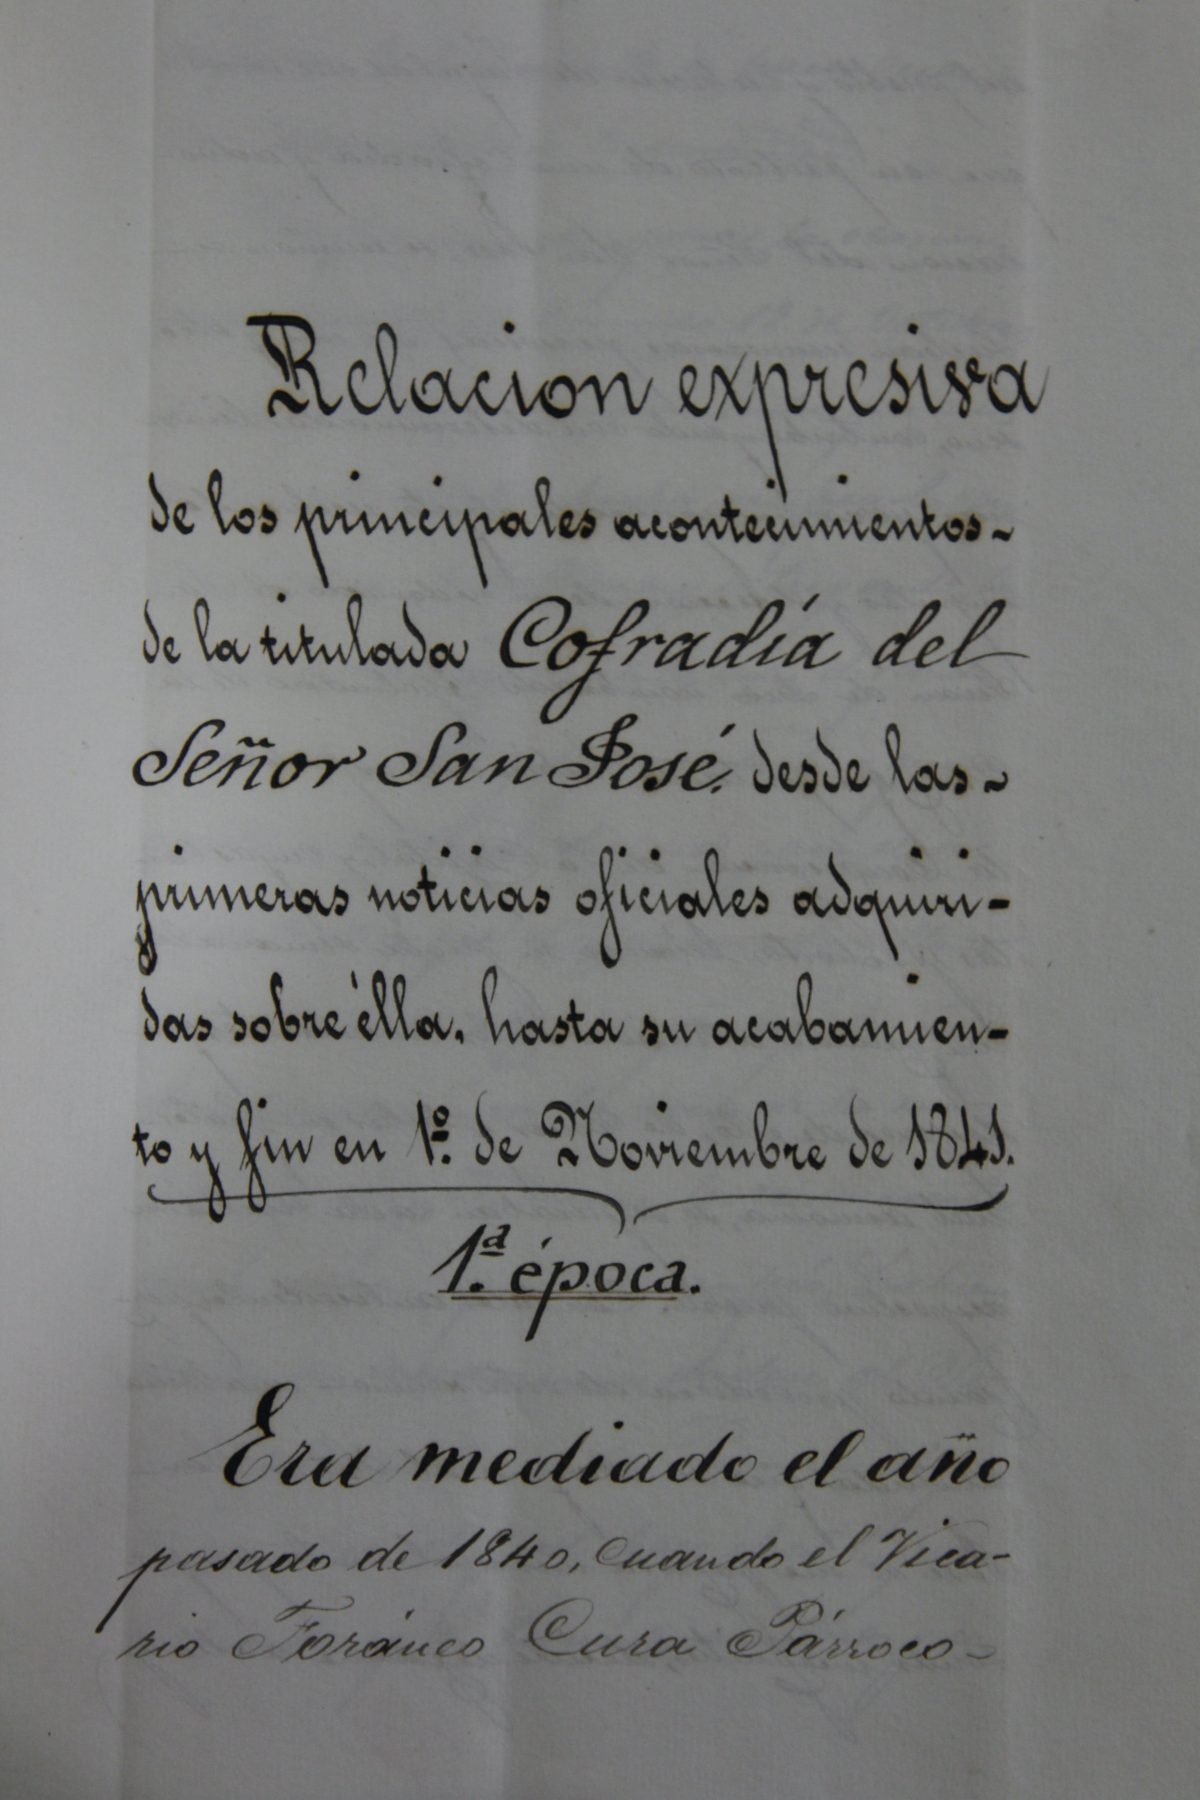 Relacion expresiva
de los principales acontecimientos-
de la titulada Cofradía del
Señor San José, desde las-
primeras noticias oficiales adquiri-
das sobre élla, hasta su acabamien-
to y fin en 1º. de Noviembre de 1841.
1.ª época.
Era mediado el año
pasado de 1840, cuando el Vica-
rio Foráneo Cura Párroco-